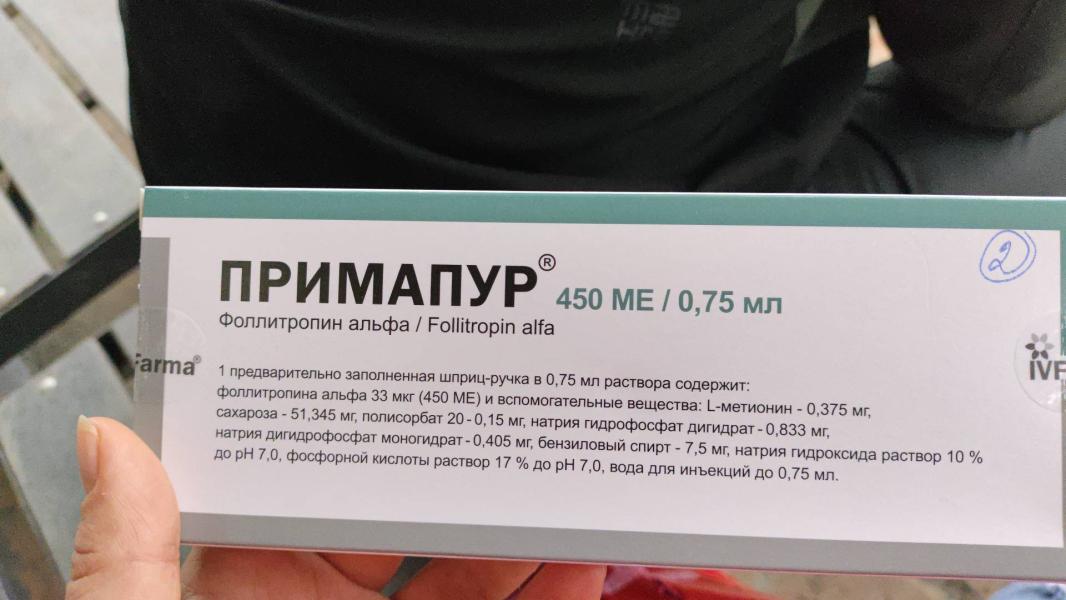 ПРИМАПУР® 450 МЕ / 0,75 мл
Фоллитропин альфа / Follitropin alfa
2
Farma®
IVF
1 предварительно заполненная шприц-ручка в 0,75 мл раствора содержит:
фоллитропина альфа 33 мкг (450 МЕ) и вспомогательные вещества: L-метионин - 0,375 мг,
сахароза - 51,345 мг, полисорбат 20 - 0,15 мг, натрия гидрофосфат дигидрат - 0,833 мг,
натрия дигидрофосфат моногидрат - 0,405 мг, бензиловый спирт - 7,5 мг, натрия гидроксида раствор 10 %
до pH 7,0, фосфорной кислоты раствор 17 % до pH 7,0, вода для инъекций до 0,75 мл.